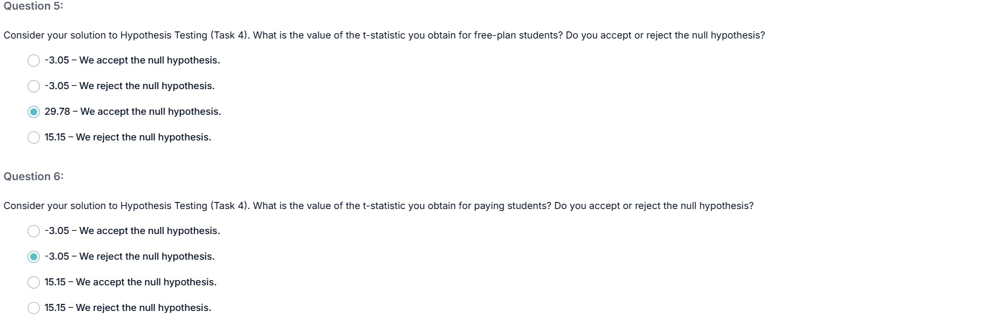 Question 5:
Consider your solution to Hypothesis Testing (Task 4). What is the value of the t-statistic you obtain for free-plan students? Do you accept or reject the null hypothesis?
-3.05 – We accept the null hypothesis.
-3.05 – We reject the null hypothesis.
29.78 – We accept the null hypothesis.
15.15 – We reject the null hypothesis.
Question 6:
Consider your solution to Hypothesis Testing (Task 4). What is the value of the t-statistic you obtain for paying students? Do you accept or reject the null hypothesis?
-3.05 – We accept the null hypothesis.
-3.05 – We reject the null hypothesis.
15.15 – We accept the null hypothesis.
15.15 – We reject the null hypothesis.